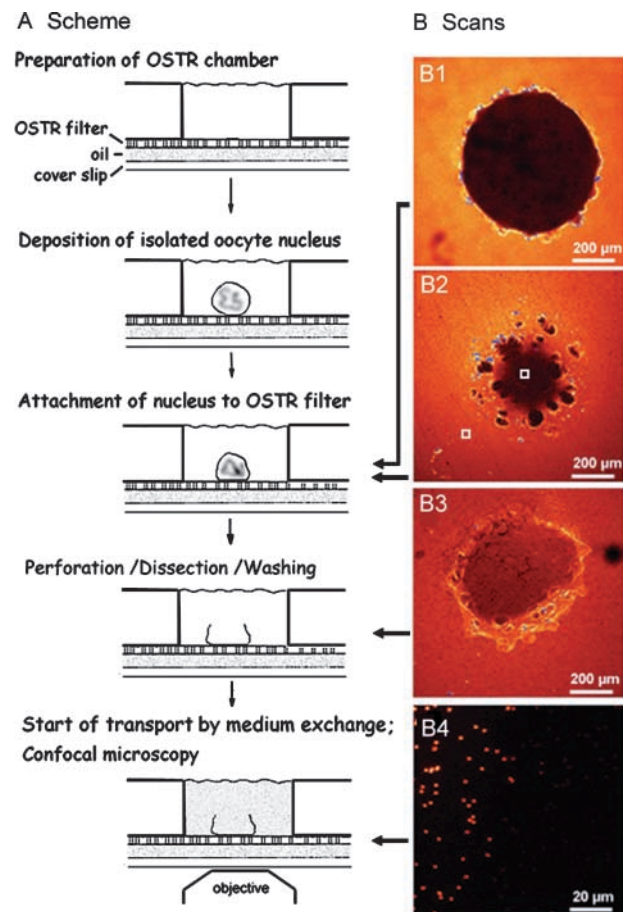 A Scheme
Preparation of OSTR chamber
OSTR filter
oil
cover slip
Deposition of isolated oocyte nucleus
Attachment of nucleus to OSTR filter
Perforation /Dissection /Washing
Start of transport by medium exchange;
Confocal microscopy
objective
B Scans
B1
200 µm
B2
200 µm
B3
200 µm
B4
20 µm